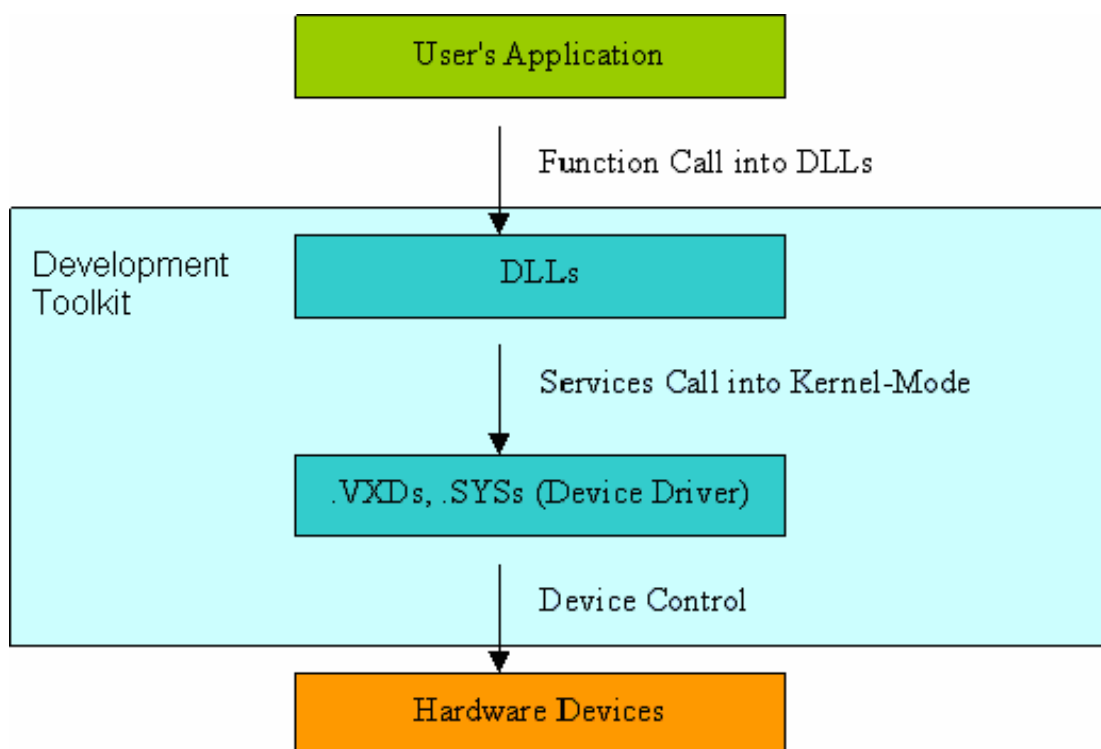 User's Application
Function Call into DLLs
Development
Toolkit
DLLs
Services Call into Kernel-Mode
.VXDs, .SYSs (Device Driver)
Device Control
Hardware Devices